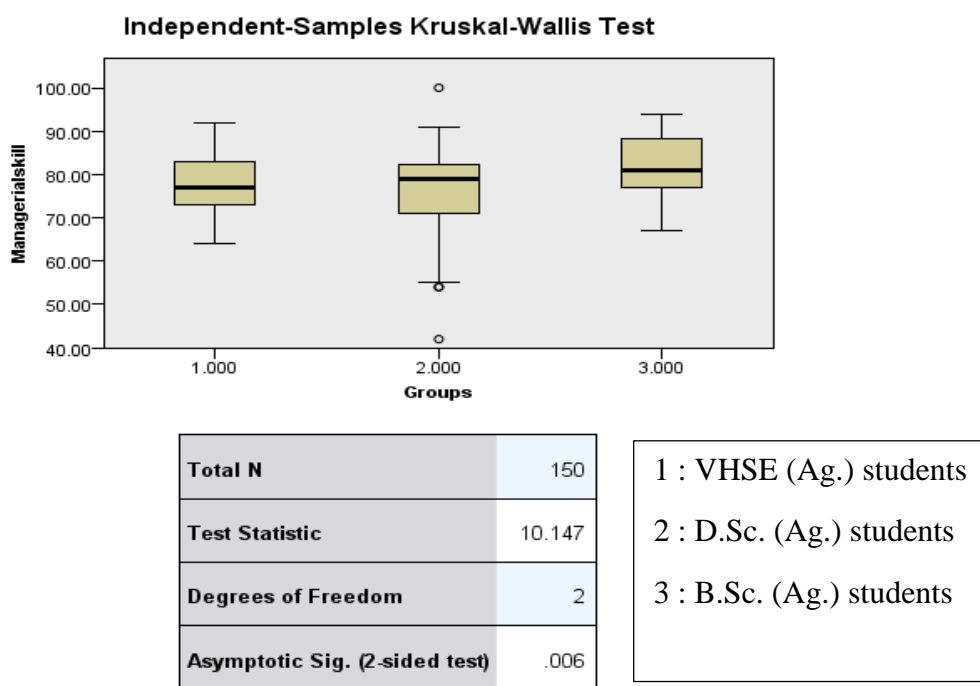 Independent-Samples Kruskal-Wallis Test
100.00
90.00
80.00
70.00
60.00
50.00
40.00
Managerialskill
1.000 2.000 3.000
Groups
Total N 150
Test Statistic 10.147
Degrees of Freedom 2
Asymptotic Sig. (2-sided test) .006
1 : VHSE (Ag.) students
2 : D.Sc. (Ag.) students
3 : B.Sc. (Ag.) students